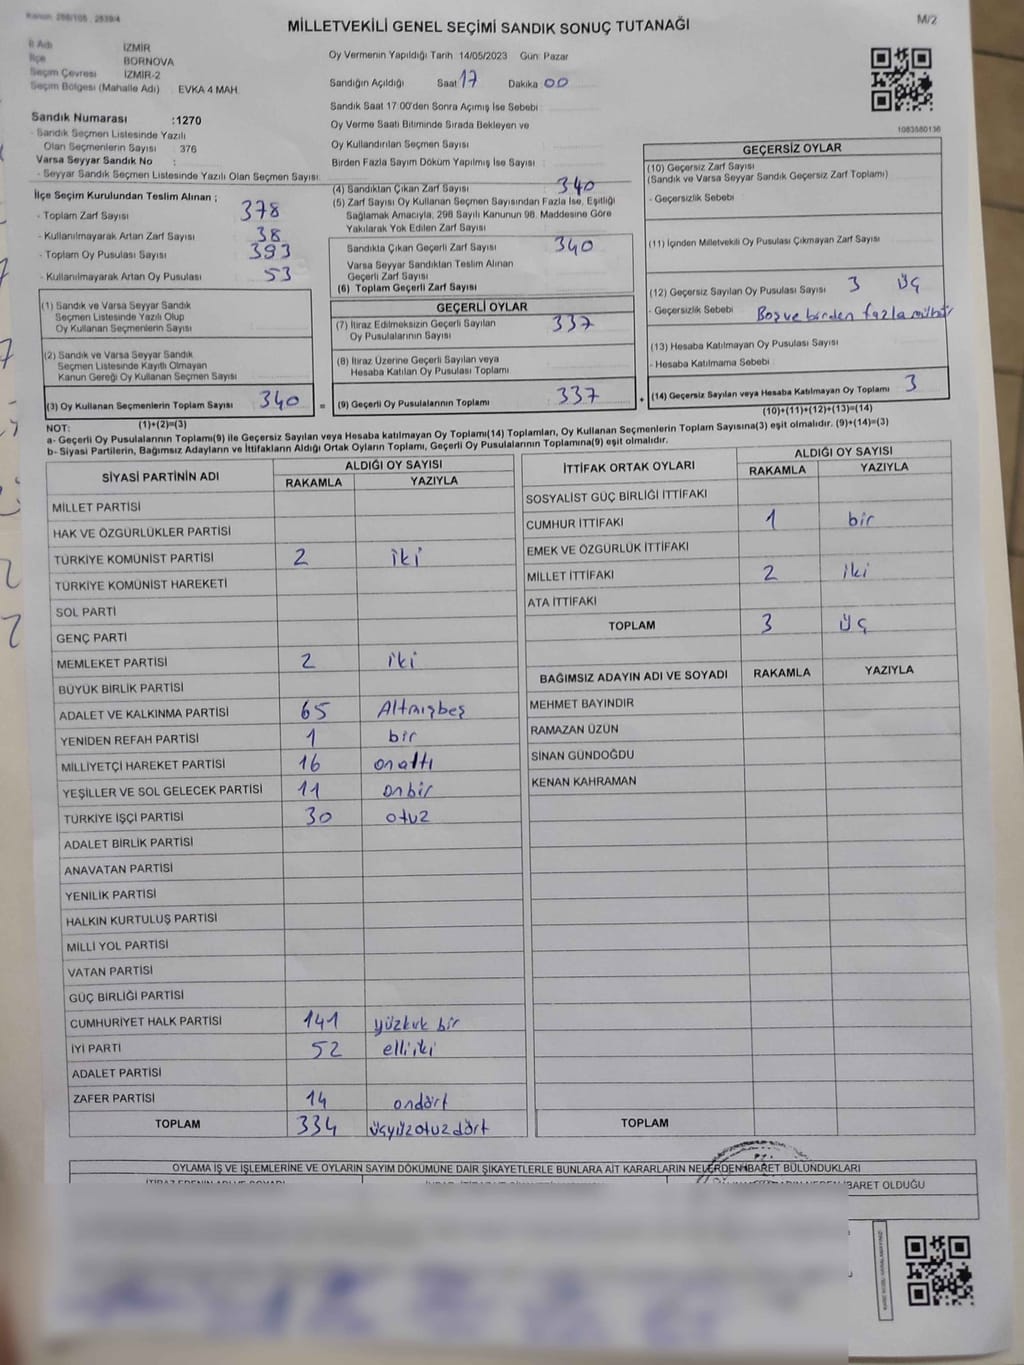 Kanun: 298/105 , 2839/4
MİLLETVEKİLİ GENEL SEÇİMİ SANDIK SONUÇ TUTANAĞI
M/2
İl Adı İZMİR
İlçe BORNOVA
Seçim Çevresi İZMİR-2
Seçim Bölgesi (Mahalle Adı) EVKA 4 MAH.
Sandık Numarası :1270
- Sandık Seçmen Listesinde Yazılı
Olan Seçmenlerin Sayısı : 376
Varsa Seyyar Sandık No :
- Seyyar Sandık Seçmen Listesinde Yazılı Olan Seçmen Sayısı:
İlçe Seçim Kurulundan Teslim Alınan ;
- Toplam Zarf Sayısı : 378
- Kullanılmayarak Artan Zarf Sayısı : 38
- Toplam Oy Pusulası Sayısı : 393
- Kullanılmayarak Artan Oy Pusulası : 53
(1) Sandık ve Varsa Seyyar Sandık
Seçmen Listesinde Yazılı Olup
Oy Kullanan Seçmenlerin Sayısı
(2) Sandık ve Varsa Seyyar Sandık
Seçmen Listesinde Kayıtlı Olmayan
Kanun Gereği Oy Kullanan Seçmen Sayısı
(3) Oy Kullanan Seçmenlerin Toplam Sayısı 340 =
(1)+(2)=(3)
Oy Vermenin Yapıldığı Tarih 14/05/2023 Gün: Pazar
Sandığın Açıldığı Saat 17 Dakika 00
Sandık Saat 17.00'den Sonra Açımış İse Sebebi :
Oy Verme Saati Bitiminde Sırada Bekleyen ve
Oy Kullandırılan Seçmen Sayısı :
Birden Fazla Sayım Döküm Yapılmış İse Sayısı :
(4) Sandıktan Çıkan Zarf Sayısı 340
(5) Zarf Sayısı Oy Kullanan Seçmen Sayısından Fazla İse, Eşitliği
Sağlamak Amacıyla, 298 Sayılı Kanunun 98. Maddesine Göre
Yakılarak Yok Edilen Zarf Sayısı
Sandıkta Çıkan Geçerli Zarf Sayısı 340
Varsa Seyyar Sandıktan Teslim Alınan
Geçerli Zarf Sayısı
(6) Toplam Geçerli Zarf Sayısı
GEÇERLİ OYLAR
(7) İtiraz Edilmeksizin Geçerli Sayılan
Oy Pusulalarının Sayısı 337
(8) İtiraz Üzerine Geçerli Sayılan veya
Hesaba Katılan Oy Pusulası Toplamı
(9) Geçerli Oy Pusulalarının Toplamı 337 +
1083580136
GEÇERSİZ OYLAR
(10) Geçersiz Zarf Sayısı
(Sandık ve Varsa Seyyar Sandık Geçersiz Zarf Toplamı)
- Geçersizlik Sebebi
(11) İçinden Milletvekili Oy Pusulası Çıkmayan Zarf Sayısı
(12) Geçersiz Sayılan Oy Pusulası Sayısı 3 üç
- Geçersizlik Sebebi Boş ve birden fazla mühür
(13) Hesaba Katılmayan Oy Pusulası Sayısı
- Hesaba Katılmama Sebebi
(14) Geçersiz Sayılan veya Hesaba Katılmayan Oy Toplamı 3
(10)+(11)+(12)+(13)=(14)
NOT:
a- Geçerli Oy Pusulalarının Toplamı(9) ile Geçersiz Sayılan veya Hesaba katılmayan Oy Toplamı(14) Toplamları, Oy Kullanan Seçmenlerin Toplam Sayısına(3) eşit olmalıdır. (9)+(14)=(3)
b- Siyasi Partilerin, Bağımsız Adayların ve İttifakların Aldığı Ortak Oyların Toplamı, Geçerli Oy Pusulalarının Toplamına(9) eşit olmalıdır.
SİYASİ PARTİNİN ADI ALDIĞI OY SAYISI
RAKAMLA YAZIYLA
MİLLET PARTİSİ
HAK VE ÖZGÜRLÜKLER PARTİSİ
TÜRKİYE KOMÜNİST PARTİSİ 2 iki
TÜRKİYE KOMÜNİST HAREKETİ
SOL PARTİ
GENÇ PARTİ
MEMLEKET PARTİSİ 2 iki
BÜYÜK BİRLİK PARTİSİ
ADALET VE KALKINMA PARTİSİ 65 Altmışbeş
YENİDEN REFAH PARTİSİ 1 bir
MİLLİYETÇİ HAREKET PARTİSİ 16 onaltı
YEŞİLLER VE SOL GELECEK PARTİSİ 11 onbir
TÜRKİYE İŞÇİ PARTİSİ 30 otuz
ADALET BİRLİK PARTİSİ
ANAVATAN PARTİSİ
YENİLİK PARTİSİ
HALKIN KURTULUŞ PARTİSİ
MİLLİ YOL PARTİSİ
VATAN PARTİSİ
GÜÇ BİRLİĞİ PARTİSİ
CUMHURİYET HALK PARTİSİ 141 yüzkırk bir
İYİ PARTİ 52 elliiki
ADALET PARTİSİ
ZAFER PARTİSİ 14 ondört
TOPLAM 334 üçyüzotuzdört
İTTİFAK ORTAK OYLARI ALDIĞI OY SAYISI
RAKAMLA YAZIYLA
SOSYALİST GÜÇ BİRLİĞİ İTTİFAKI
CUMHUR İTTİFAKI 1 bir
EMEK VE ÖZGÜRLÜK İTTİFAKI
MİLLET İTTİFAKI 2 iki
ATA İTTİFAKI
TOPLAM 3 üç
BAĞIMSIZ ADAYIN ADI VE SOYADI RAKAMLA YAZIYLA
MEHMET BAYINDIR
RAMAZAN ÜZÜN
SİNAN GÜNDOĞDU
KENAN KAHRAMAN
TOPLAM
OYLAMA İŞ VE İŞLEMLERİNE VE OYLARIN SAYIM DÖKÜMÜNE DAİR ŞİKAYETLERLE BUNLARA AİT KARARLARIN NELERDEN İBARET BULUNDUKLARI
İBARET OLDUĞU